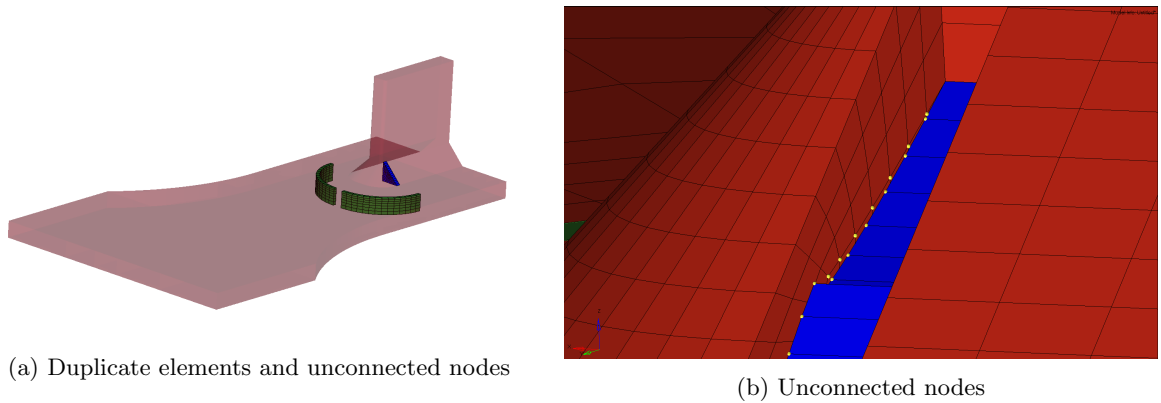 (a) Duplicate elements and unconnected nodes
(b) Unconnected nodes